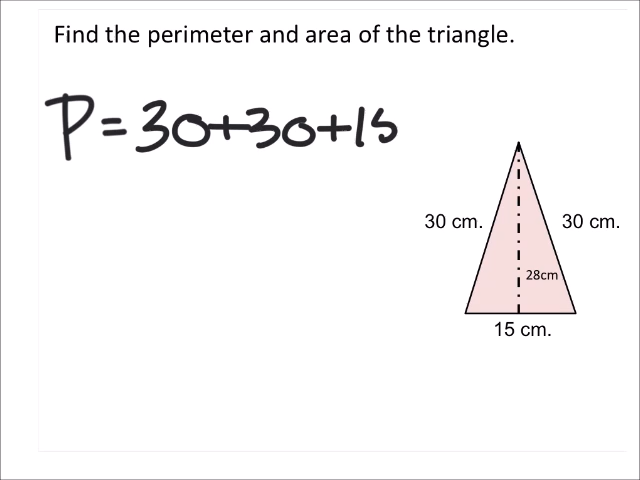 Find the perimeter and area of the triangle.
P=30+30+15
30 cm.
30 cm.
28cm
15 cm.